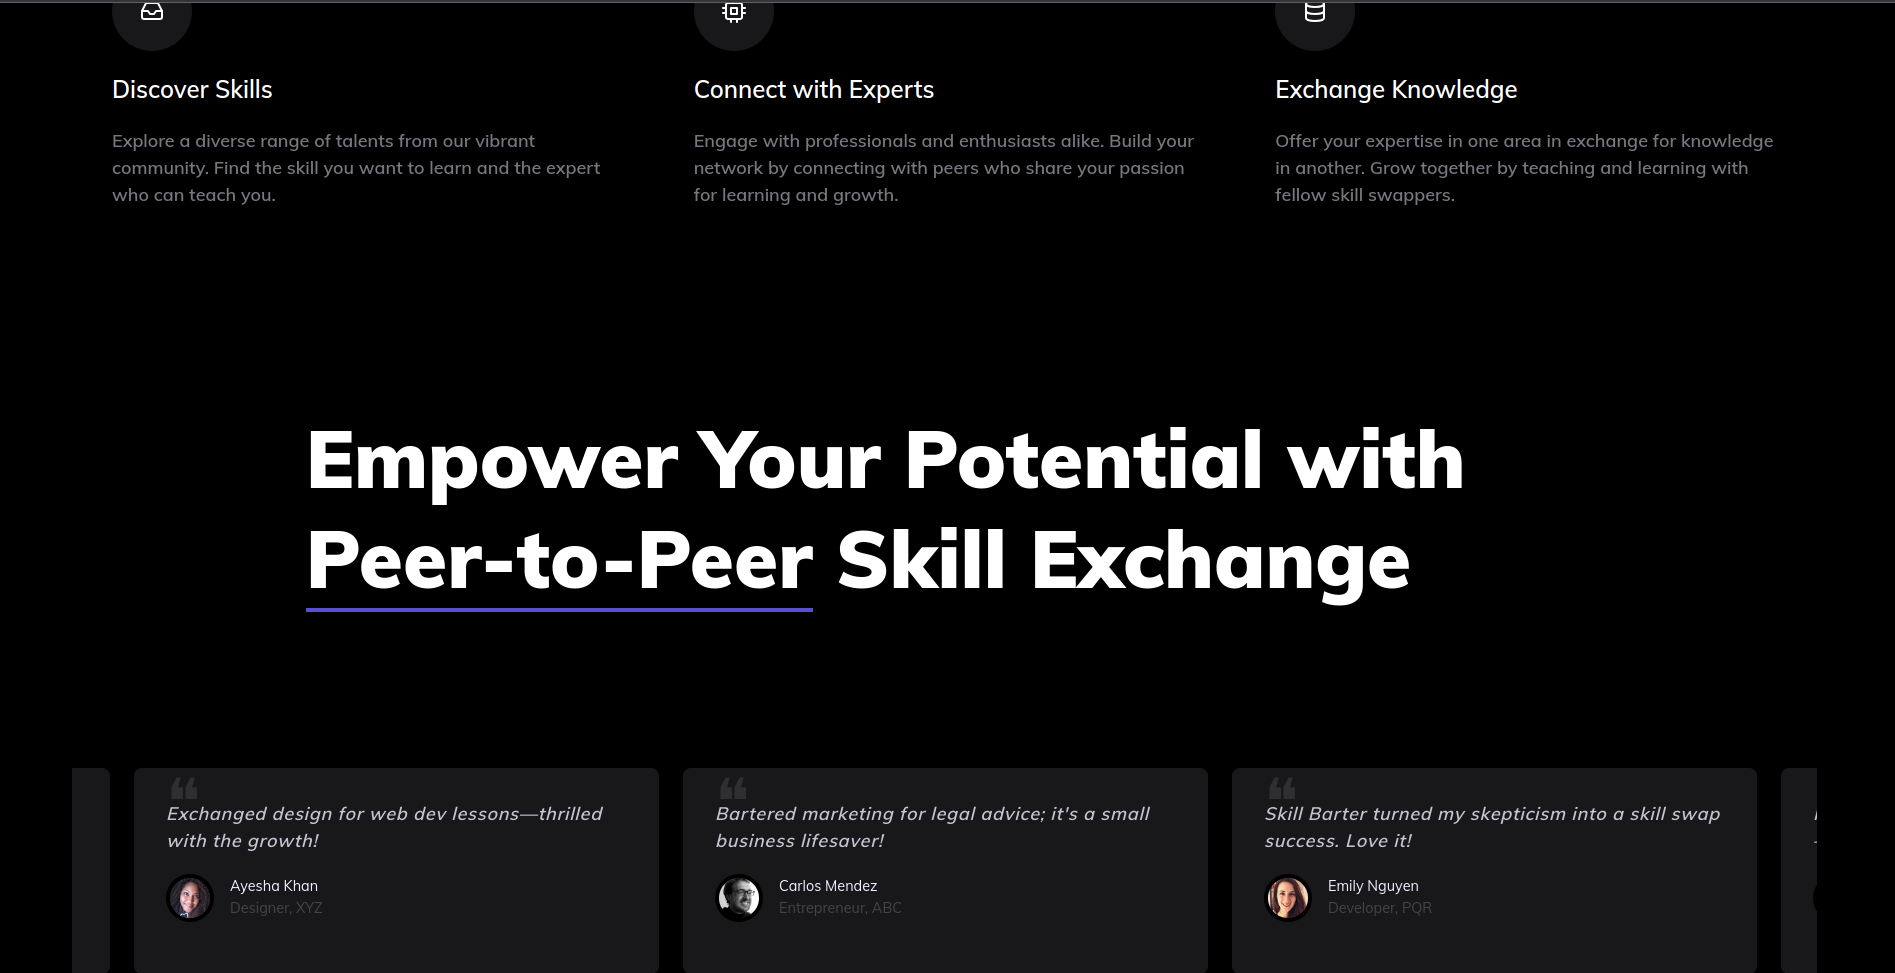 Discover Skills
Explore a diverse range of talents from our vibrant
community. Find the skill you want to learn and the expert
who can teach you.
Connect with Experts
Engage with professionals and enthusiasts alike. Build your
network by connecting with peers who share your passion
for learning and growth.
Exchange Knowledge
Offer your expertise in one area in exchange for knowledge
in another. Grow together by teaching and learning with
fellow skill swappers.
Empower Your Potential with
Peer-to-Peer Skill Exchange
❝
Exchanged design for web dev lessons—thrilled
with the growth!
Ayesha Khan
Designer, XYZ
❝
Bartered marketing for legal advice; it's a small
business lifesaver!
Carlos Mendez
Entrepreneur, ABC
❝
Skill Barter turned my skepticism into a skill swap
success. Love it!
Emily Nguyen
Developer, PQR